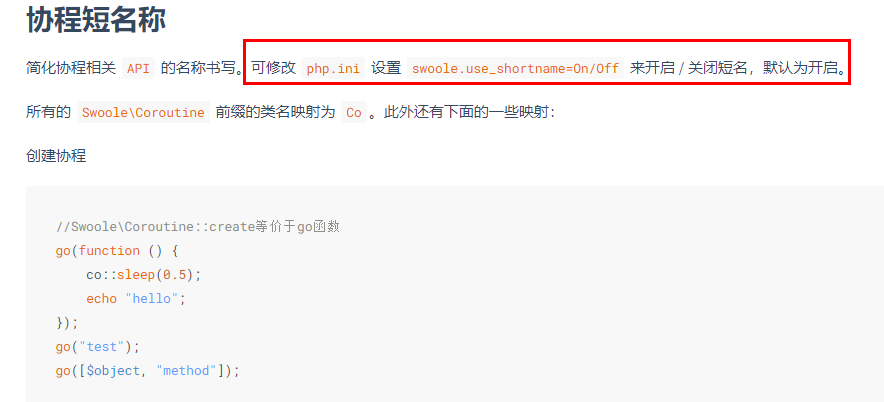 协程短名称
简化协程相关 API 的名称书写。可修改 php.ini 设置 swoole.use_shortname=On/Off 来开启 / 关闭短名，默认为开启。
所有的 Swoole\Coroutine 前缀的类名映射为 Co 。此外还有下面的一些映射：
创建协程
//Swoole\Coroutine::create等价于go函数
go(function () {
    co::sleep(0.5);
    echo "hello";
});
go("test");
go([$object, "method"]);